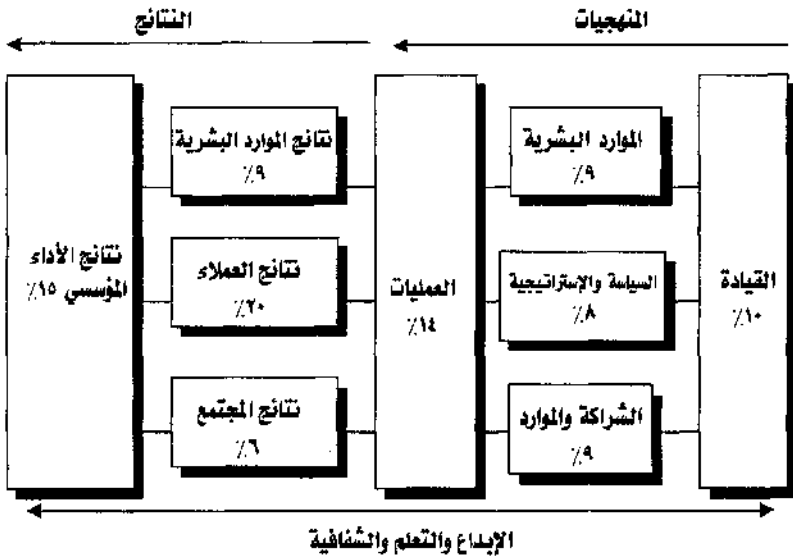 المنهجيات
النتائج
القيادة
٪١٠
الموارد البشرية
٪٩
السياسة والإستراتيجية
٪٨
الشراكة والموارد
٪٩
العمليات
٪١٤
نتائج الموارد البشرية
٪٩
نتائج العملاء
٪٢٠
نتائج المجتمع
٪٦
نتائج الأداء
المؤسسي ١٥٪
الإبداع والتعلم والشفافية